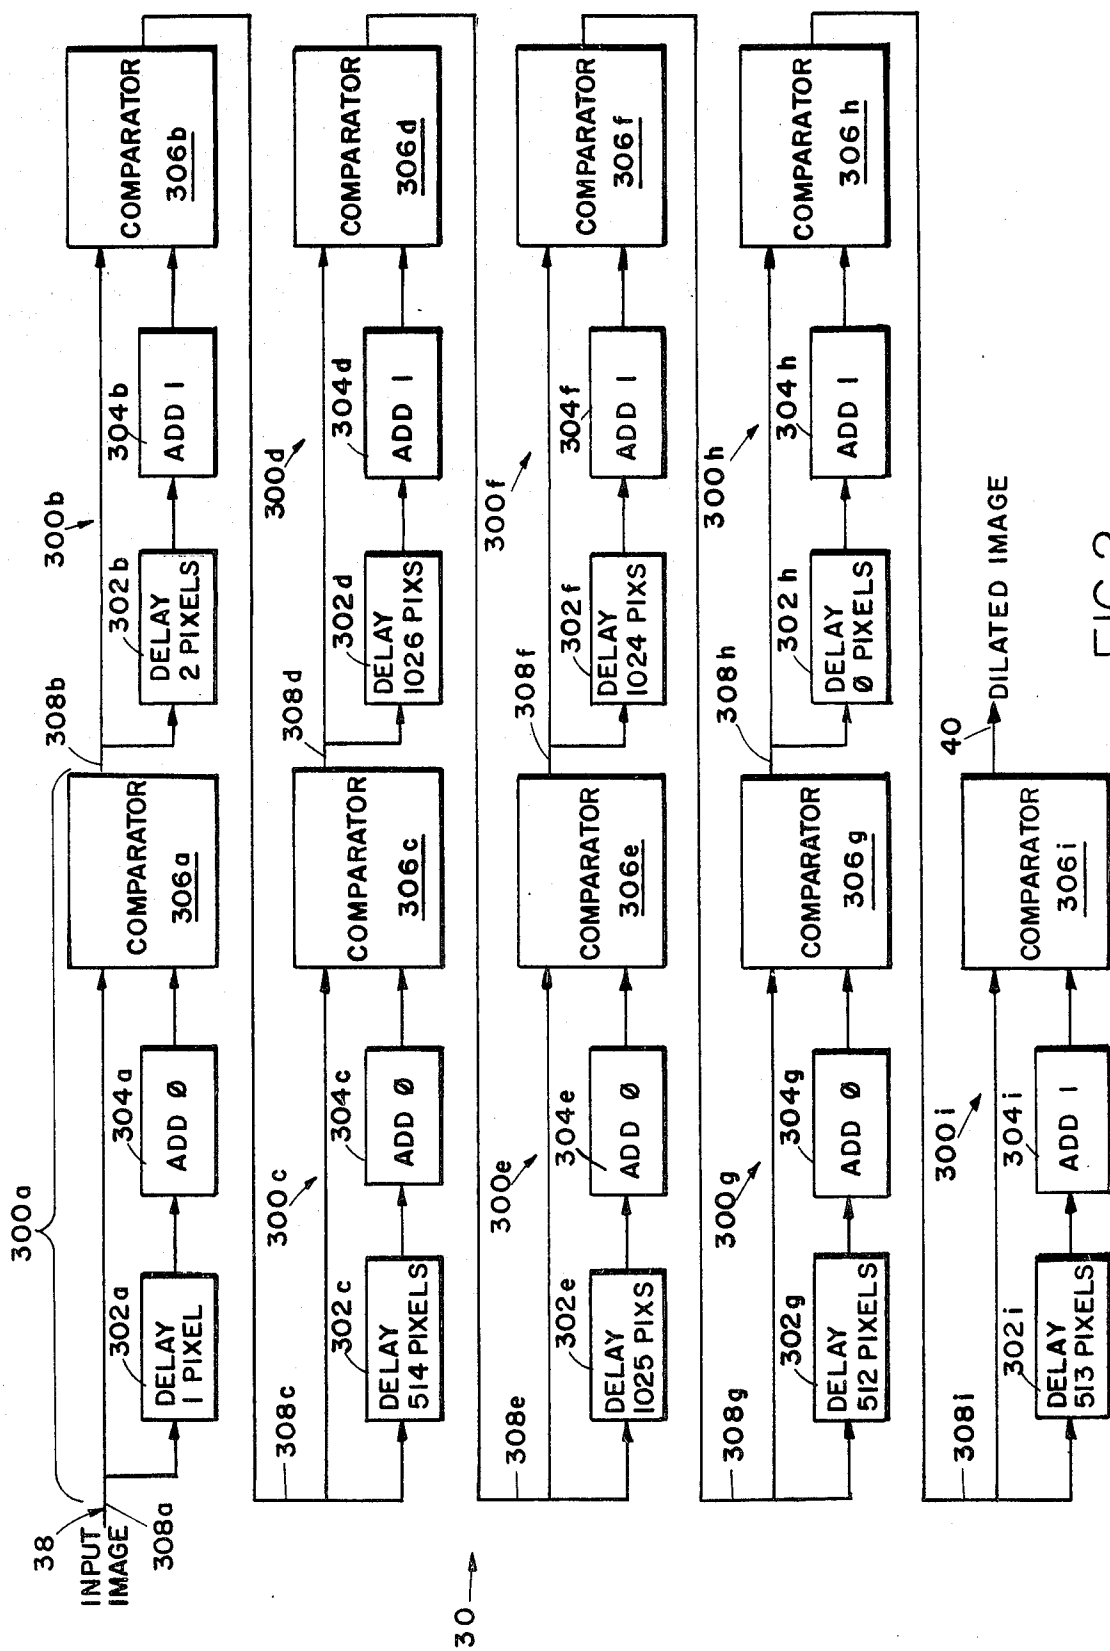 300a
38
INPUT
IMAGE
308a
302a
DELAY
1 PIXEL
304a
ADD Ø
COMPARATOR
306a
308b
300b
302b
DELAY
2 PIXELS
304b
ADD 1
COMPARATOR
306b
308c
300c
302c
DELAY
514 PIXELS
304c
ADD Ø
COMPARATOR
306c
308d
300d
302d
DELAY
1026 PIXS
304d
ADD 1
COMPARATOR
306d
30
308e
300e
302e
DELAY
1025 PIXS
304e
ADD Ø
COMPARATOR
306e
308f
300f
302f
DELAY
1024 PIXS
304f
ADD 1
COMPARATOR
306f
308g
300g
302g
DELAY
512 PIXELS
304g
ADD Ø
COMPARATOR
306g
308h
300h
302h
DELAY
Ø PIXELS
304h
ADD 1
COMPARATOR
306h
308i
300i
302i
DELAY
513 PIXELS
304i
ADD 1
COMPARATOR
306i
40
DILATED IMAGE